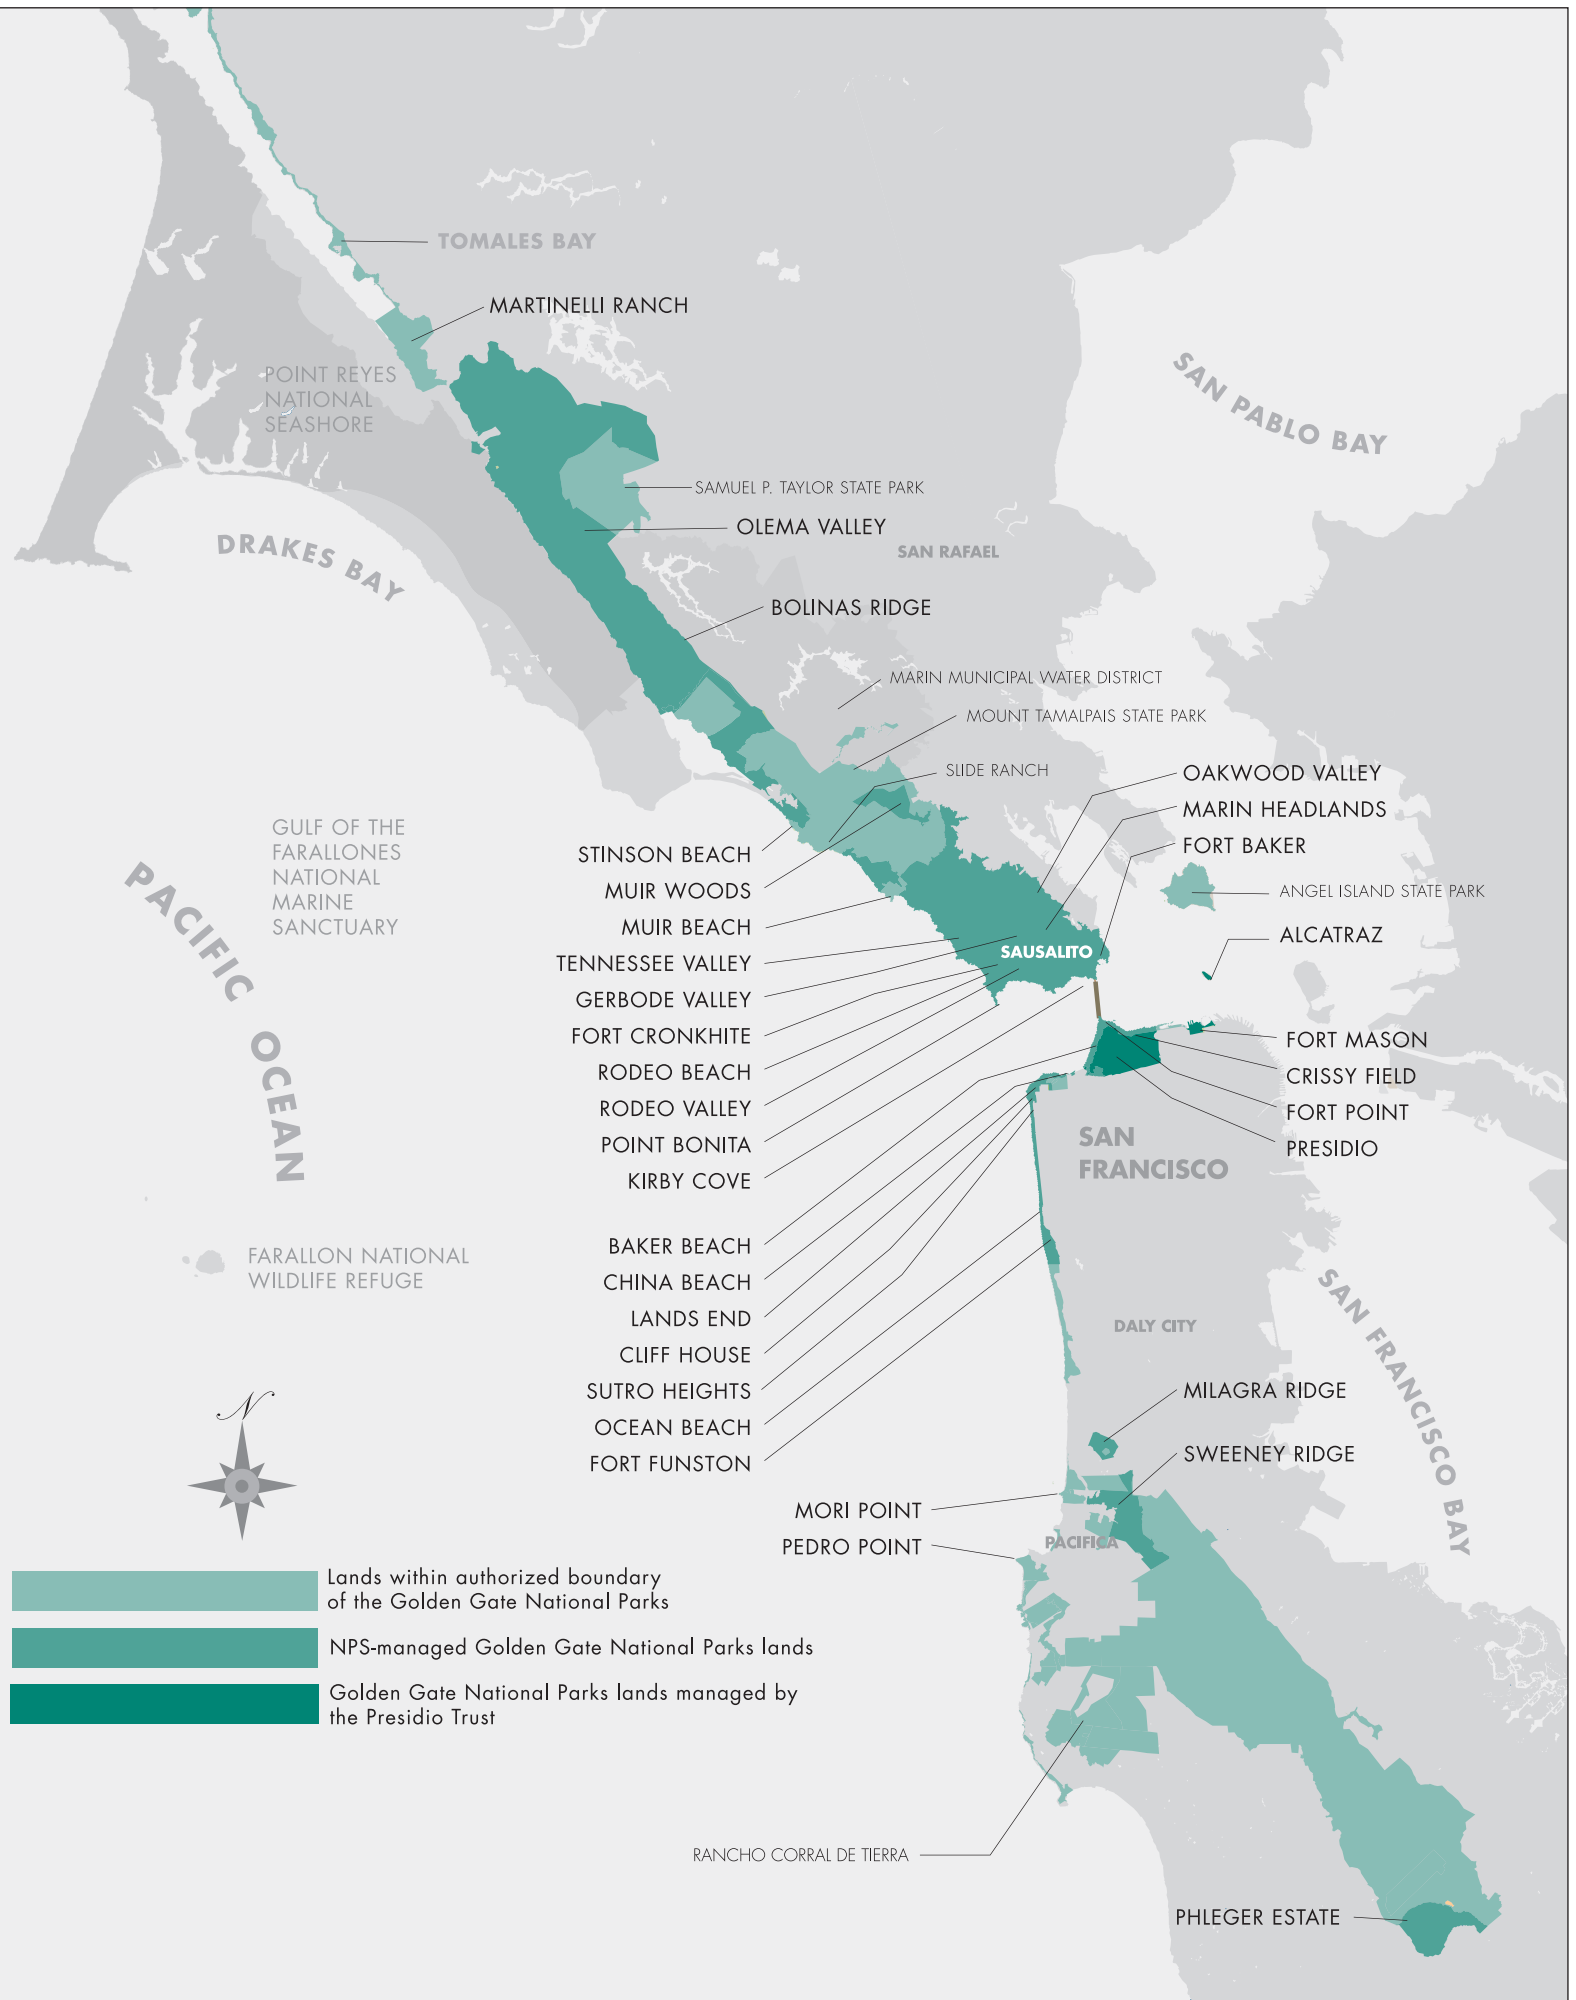 TOMALES BAY
MARTINELLI RANCH
POINT REYES
NATIONAL
SEASHORE
SAN PABLO BAY
SAMUEL P. TAYLOR STATE PARK
OLEMA VALLEY
DRAKES BAY
SAN RAFAEL
BOLINAS RIDGE
MARIN MUNICIPAL WATER DISTRICT
MOUNT TAMALPAIS STATE PARK
SLIDE RANCH
OAKWOOD VALLEY
MARIN HEADLANDS
FORT BAKER
GULF OF THE
FARALLONES
NATIONAL
MARINE
SANCTUARY
PACIFIC OCEAN
STINSON BEACH
MUIR WOODS
MUIR BEACH
TENNESSEE VALLEY
GERBODE VALLEY
FORT CRONKHITE
RODEO BEACH
RODEO VALLEY
POINT BONITA
KIRBY COVE
ANGEL ISLAND STATE PARK
ALCATRAZ
SAUSALITO
FORT MASON
CRISSY FIELD
FORT POINT
PRESIDIO
SAN
FRANCISCO
BAKER BEACH
CHINA BEACH
LANDS END
CLIFF HOUSE
SUTRO HEIGHTS
OCEAN BEACH
FORT FUNSTON
FARALLON NATIONAL
WILDLIFE REFUGE
SAN FRANCISCO BAY
DALY CITY
MILAGRA RIDGE
SWEENEY RIDGE
MORI POINT
PEDRO POINT
PACIFICA
N
Lands within authorized boundary
of the Golden Gate National Parks
NPS-managed Golden Gate National Parks lands
Golden Gate National Parks lands managed by
the Presidio Trust
RANCHO CORRAL DE TIERRA
PHLEGER ESTATE